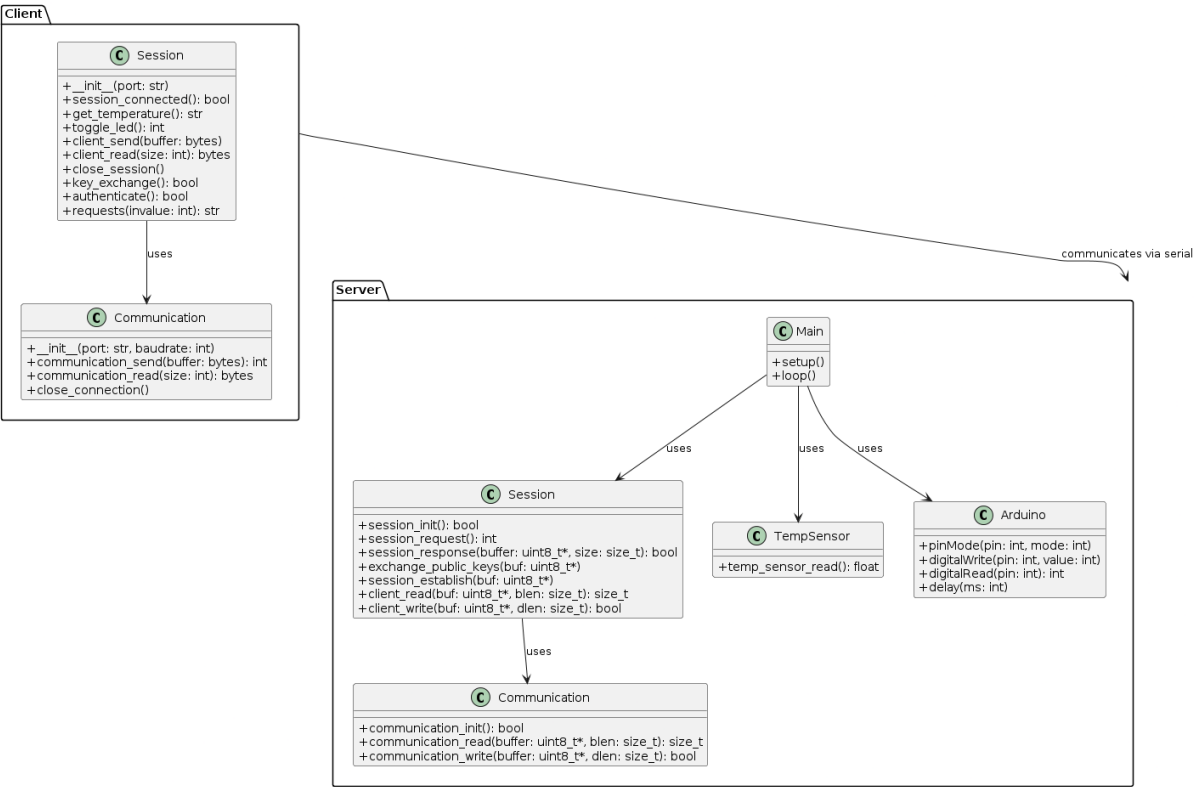 Client
C Session
+__init__(port: str)
+session_connected(): bool
+get_temperature(): str
+toggle_led(): int
+client_send(buffer: bytes)
+client_read(size: int): bytes
+close_session()
+key_exchange(): bool
+authenticate(): bool
+requests(invalue: int): str
uses
C Communication
+__init__(port: str, baudrate: int)
+communication_send(buffer: bytes): int
+communication_read(size: int): bytes
+close_connection()
communicates via serial
Server
C Main
+setup()
+loop()
uses
uses
uses
C Session
+session_init(): bool
+session_request(): int
+session_response(buffer: uint8_t*, size: size_t): bool
+exchange_public_keys(buf: uint8_t*)
+session_establish(buf: uint8_t*)
+client_read(buf: uint8_t*, blen: size_t): size_t
+client_write(buf: uint8_t*, dlen: size_t): bool
C TempSensor
+temp_sensor_read(): float
C Arduino
+pinMode(pin: int, mode: int)
+digitalWrite(pin: int, value: int)
+digitalRead(pin: int): int
+delay(ms: int)
uses
C Communication
+communication_init(): bool
+communication_read(buffer: uint8_t*, blen: size_t): size_t
+communication_write(buffer: uint8_t*, dlen: size_t): bool